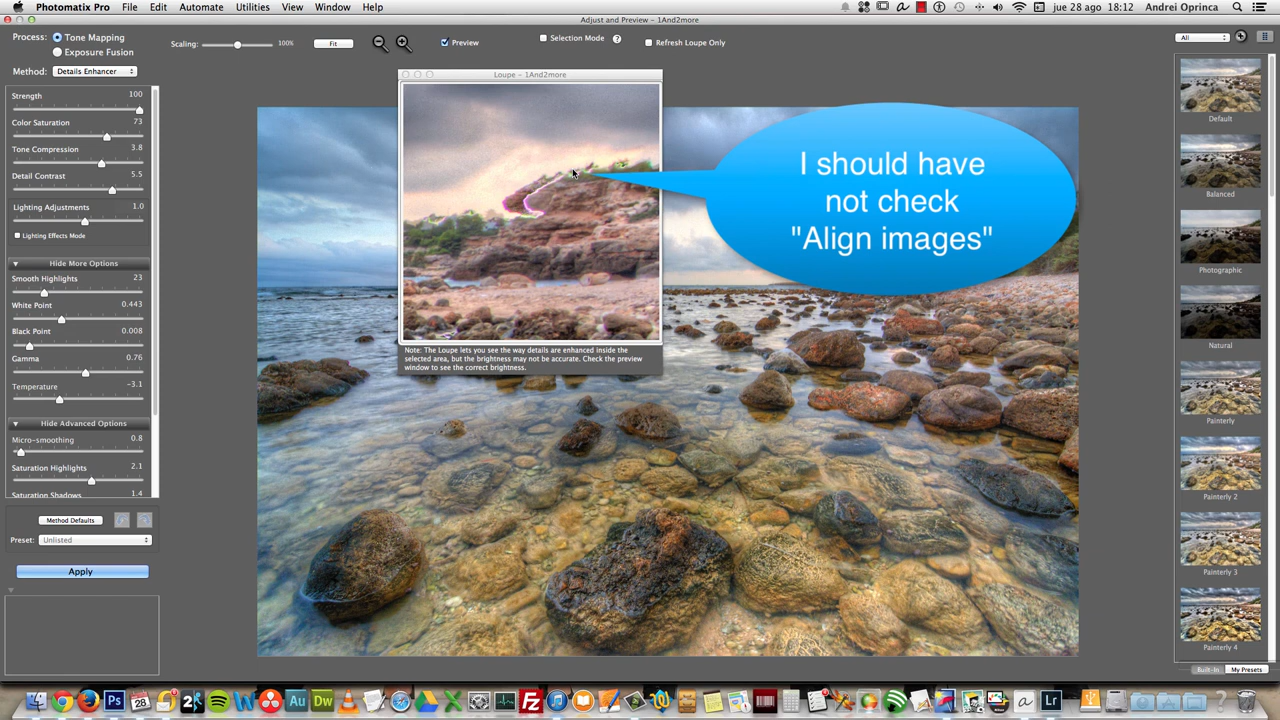 Photomatix Pro File Edit Automate Utilities View Window Help
jue 28 ago 18:12 Andrei Oprinca
Adjust and Preview - 1And2more
Process: Tone Mapping
Exposure Fusion
Method: Details Enhancer
Scaling: 100% Fit
Preview
Selection Mode ?
Refresh Loupe Only
All
Strength 100
Color Saturation 73
Tone Compression 3.8
Detail Contrast 5.5
Lighting Adjustments 1.0
Lighting Effects Mode
Hide More Options
Smooth Highlights 23
White Point 0.443
Black Point 0.008
Gamma 0.76
Temperature -3.1
Hide Advanced Options
Micro-smoothing 0.8
Saturation Highlights 2.1
Saturation Shadows 1.4
Method Defaults
Preset: Unlisted
Apply
Loupe - 1And2more
Note: The Loupe lets you see the way details are enhanced inside the
selected area, but the brightness may not be accurate. Check the preview
window to see the correct brightness.
I should have
not check
"Align images"
Default
Balanced
Photographic
Natural
Painterly
Painterly 2
Painterly 3
Painterly 4
Built-In My Presets
Ps 28 Au Dw Fz Lr